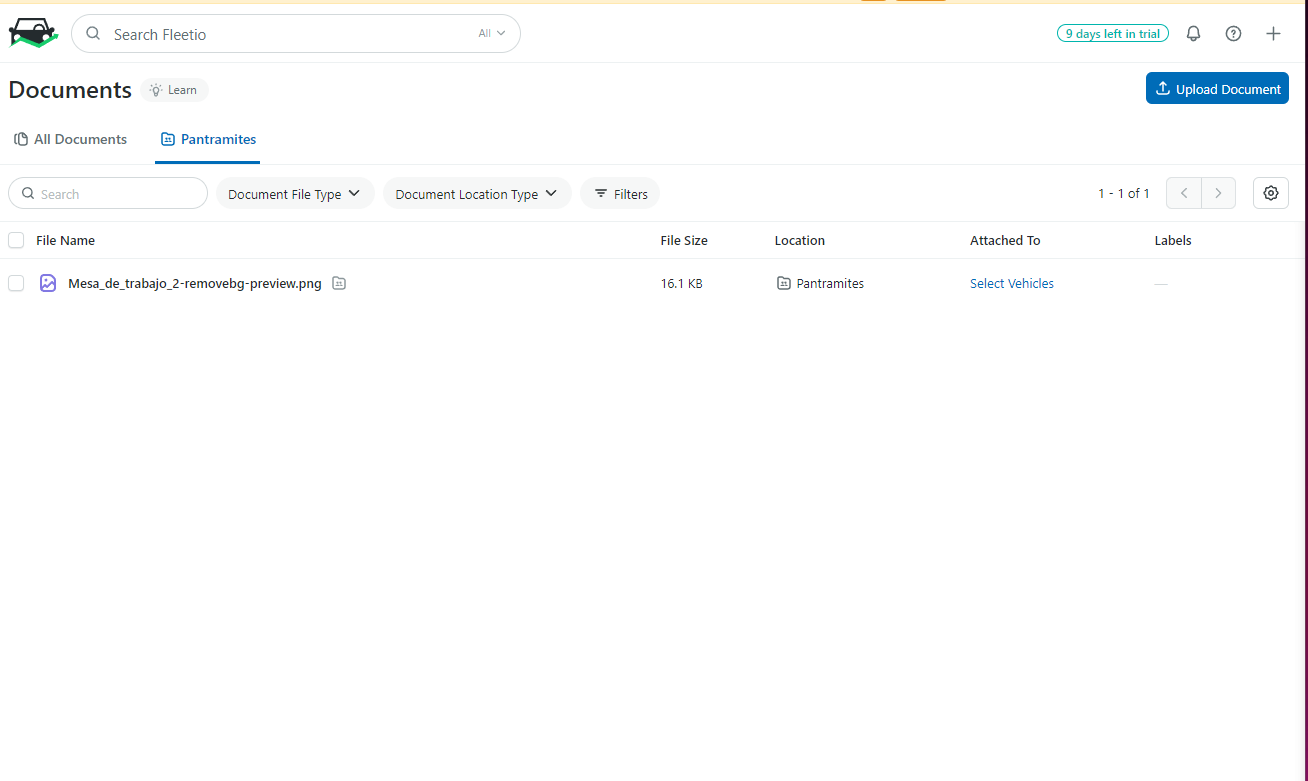 Search Fleetio All 9 days left in trial
Documents Learn Upload Document
All Documents Pantramites
Search Document File Type Document Location Type Filters 1 - 1 of 1
File Name File Size Location Attached To Labels
Mesa_de_trabajo_2-removebg-preview.png 16.1 KB Pantramites Select Vehicles —